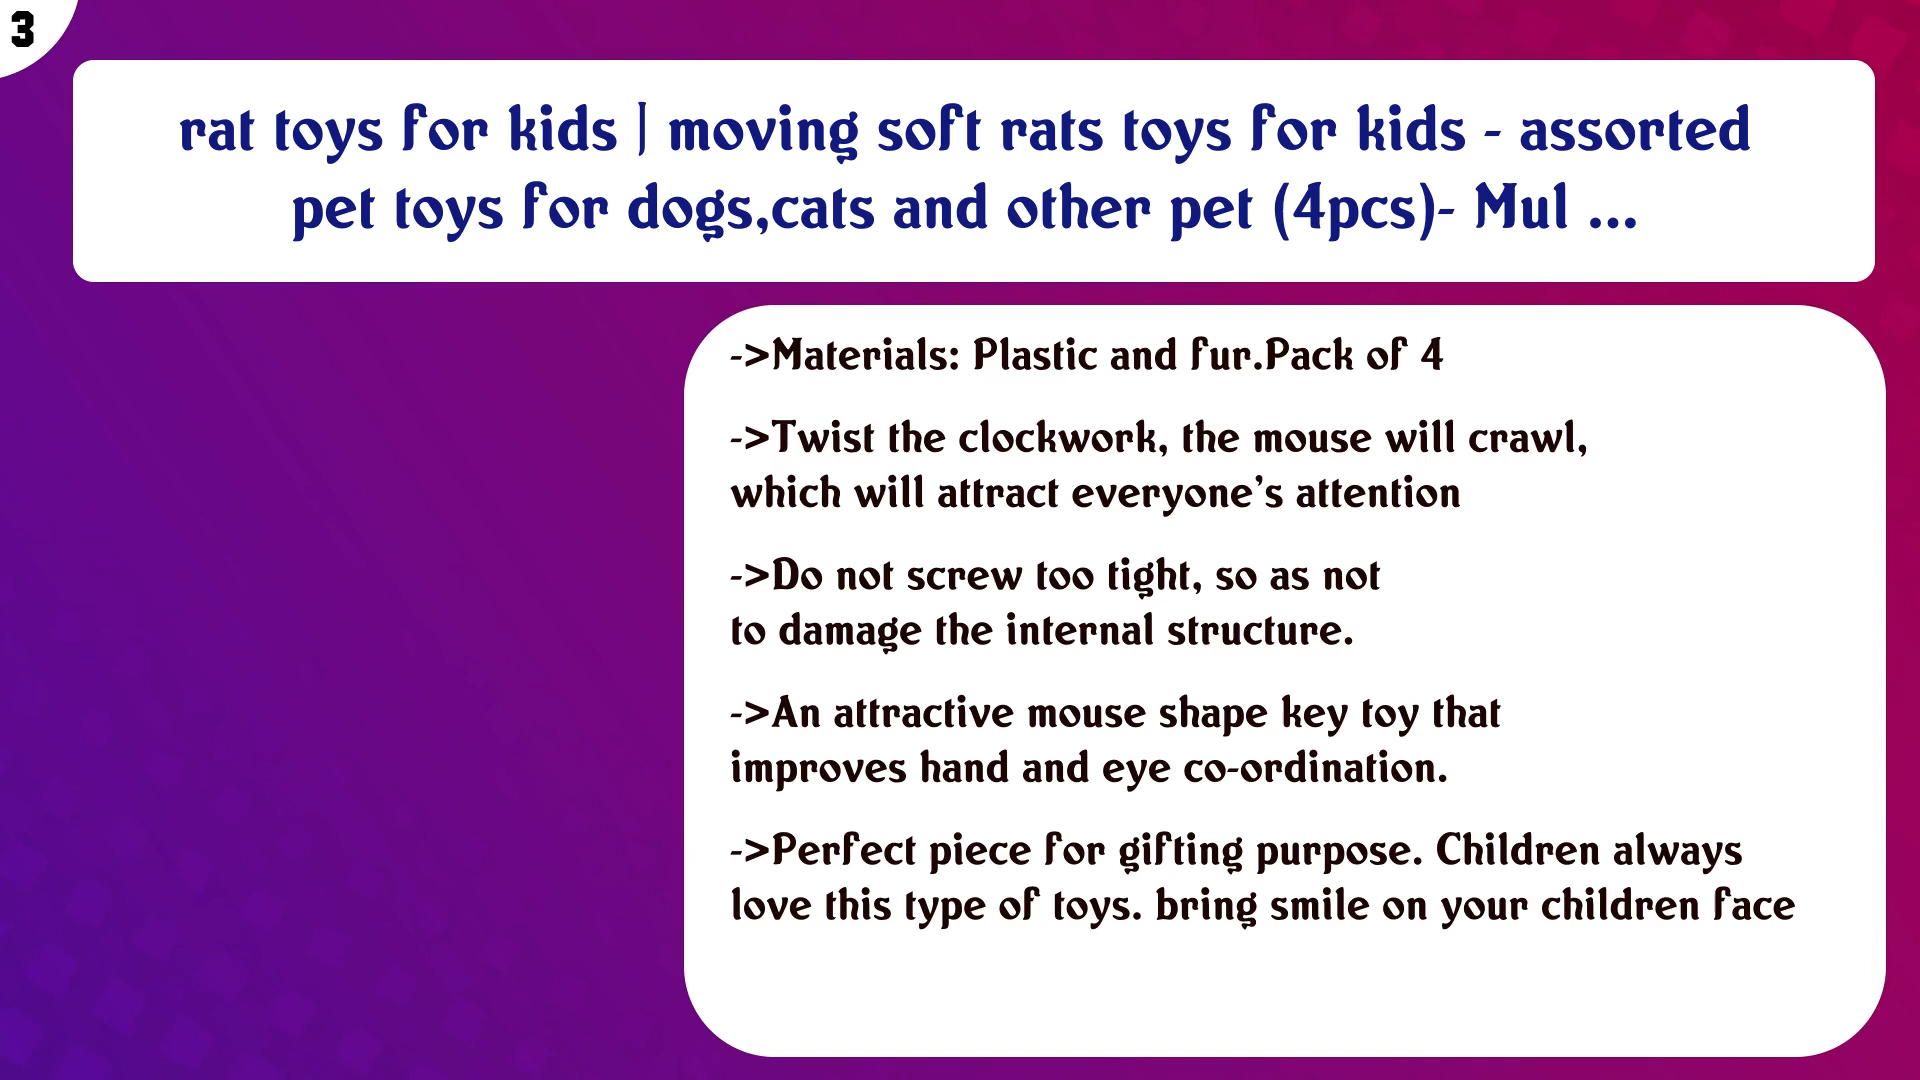 3
rat toys for kids | moving soft rats toys for kids - assorted
pet toys for dogs,cats and other pet (4pcs)- Mul ...
->Materials: Plastic and fur.Pack of 4
->Twist the clockwork, the mouse will crawl,
which will attract everyone's attention
->Do not screw too tight, so as not
to damage the internal structure.
->An attractive mouse shape key toy that
improves hand and eye co-ordination.
->Perfect piece for gifting purpose. Children always
love this type of toys. bring smile on your children face